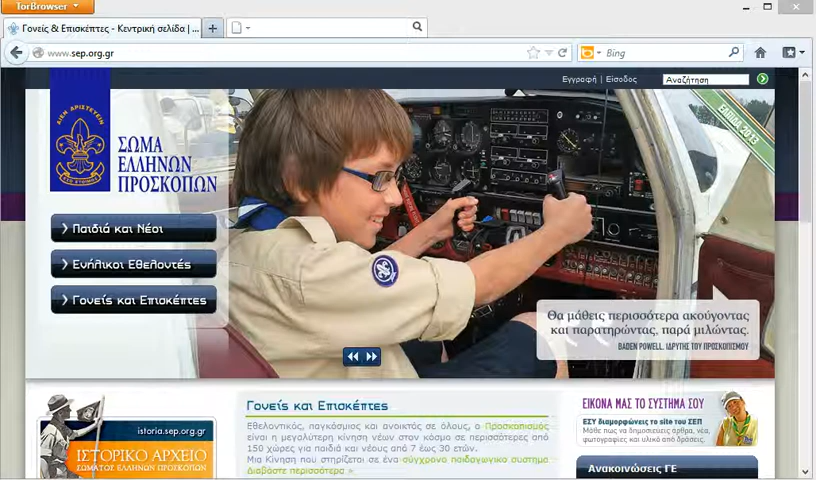 TorBrowser
Γονείς & Επισκέπτες - Κεντρική σελίδα | ...
www.sep.org.gr
Bing
Εγγραφή | Είσοδος
Αναζήτηση
ΕΛΠΙΔΑ 2013
ΑΙΕΝ ΑΡΙΣΤΕΥΕΙΝ
ΣΩΜΑ
ΕΛΛΗΝΩΝ
ΠΡΟΣΚΟΠΩΝ
Παιδιά και Νέοι
Ενήλικοι Εθελοντές
Γονείς και Επισκέπτες
Θα μάθεις περισσότερα ακούγοντας
και παρατηρώντας, παρά μιλώντας.
BADEN POWELL, ΙΔΡΥΤΗΣ ΤΟΥ ΠΡΟΣΚΟΠΙΣΜΟΥ
istoria.sep.org.gr
ΙΣΤΟΡΙΚΟ ΑΡΧΕΙΟ
ΣΩΜΑΤΟΣ ΕΛΛΗΝΩΝ ΠΡΟΣΚΟΠΩΝ
Γονείς και Επισκέπτες
Εθελοντικός, παγκόσμιος και ανοικτός σε όλους, ο Προσκοπισμός
είναι η μεγαλύτερη κίνηση νέων στον κόσμο σε περισσότερες από
150 χώρες για παιδιά και νέους από 7 έως 30 ετών.
Μια Κίνηση που στηρίζεται σε ένα σύγχρονο παιδαγωγικό σύστημα
Διαβάστε περισσότερα »
ΕΙΚΟΝΑ ΜΑΣ ΤΟ ΣΥΣΤΗΜΑ ΣΟΥ
ΕΣΥ διαμορφώνεις το site του ΣΕΠ
Μάθε πως να δημοσιεύεις άρθρα, νέα,
φωτογραφίες και υλικό από δράσεις.
Ανακοινώσεις ΓΕ